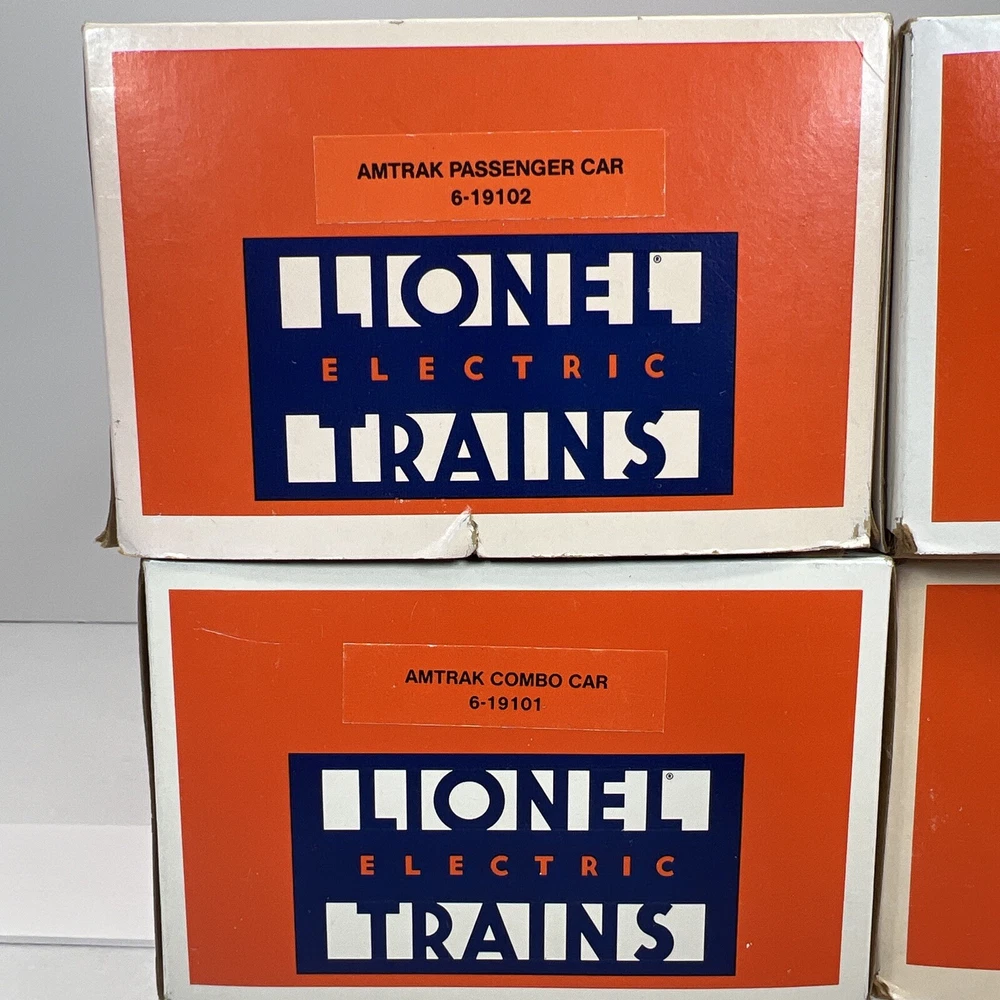 AMTRAK PASSENGER CAR
6-19102
LIONEL®
ELECTRIC
TRAINS
AMTRAK COMBO CAR
6-19101
LIONEL®
ELECTRIC
TRAINS